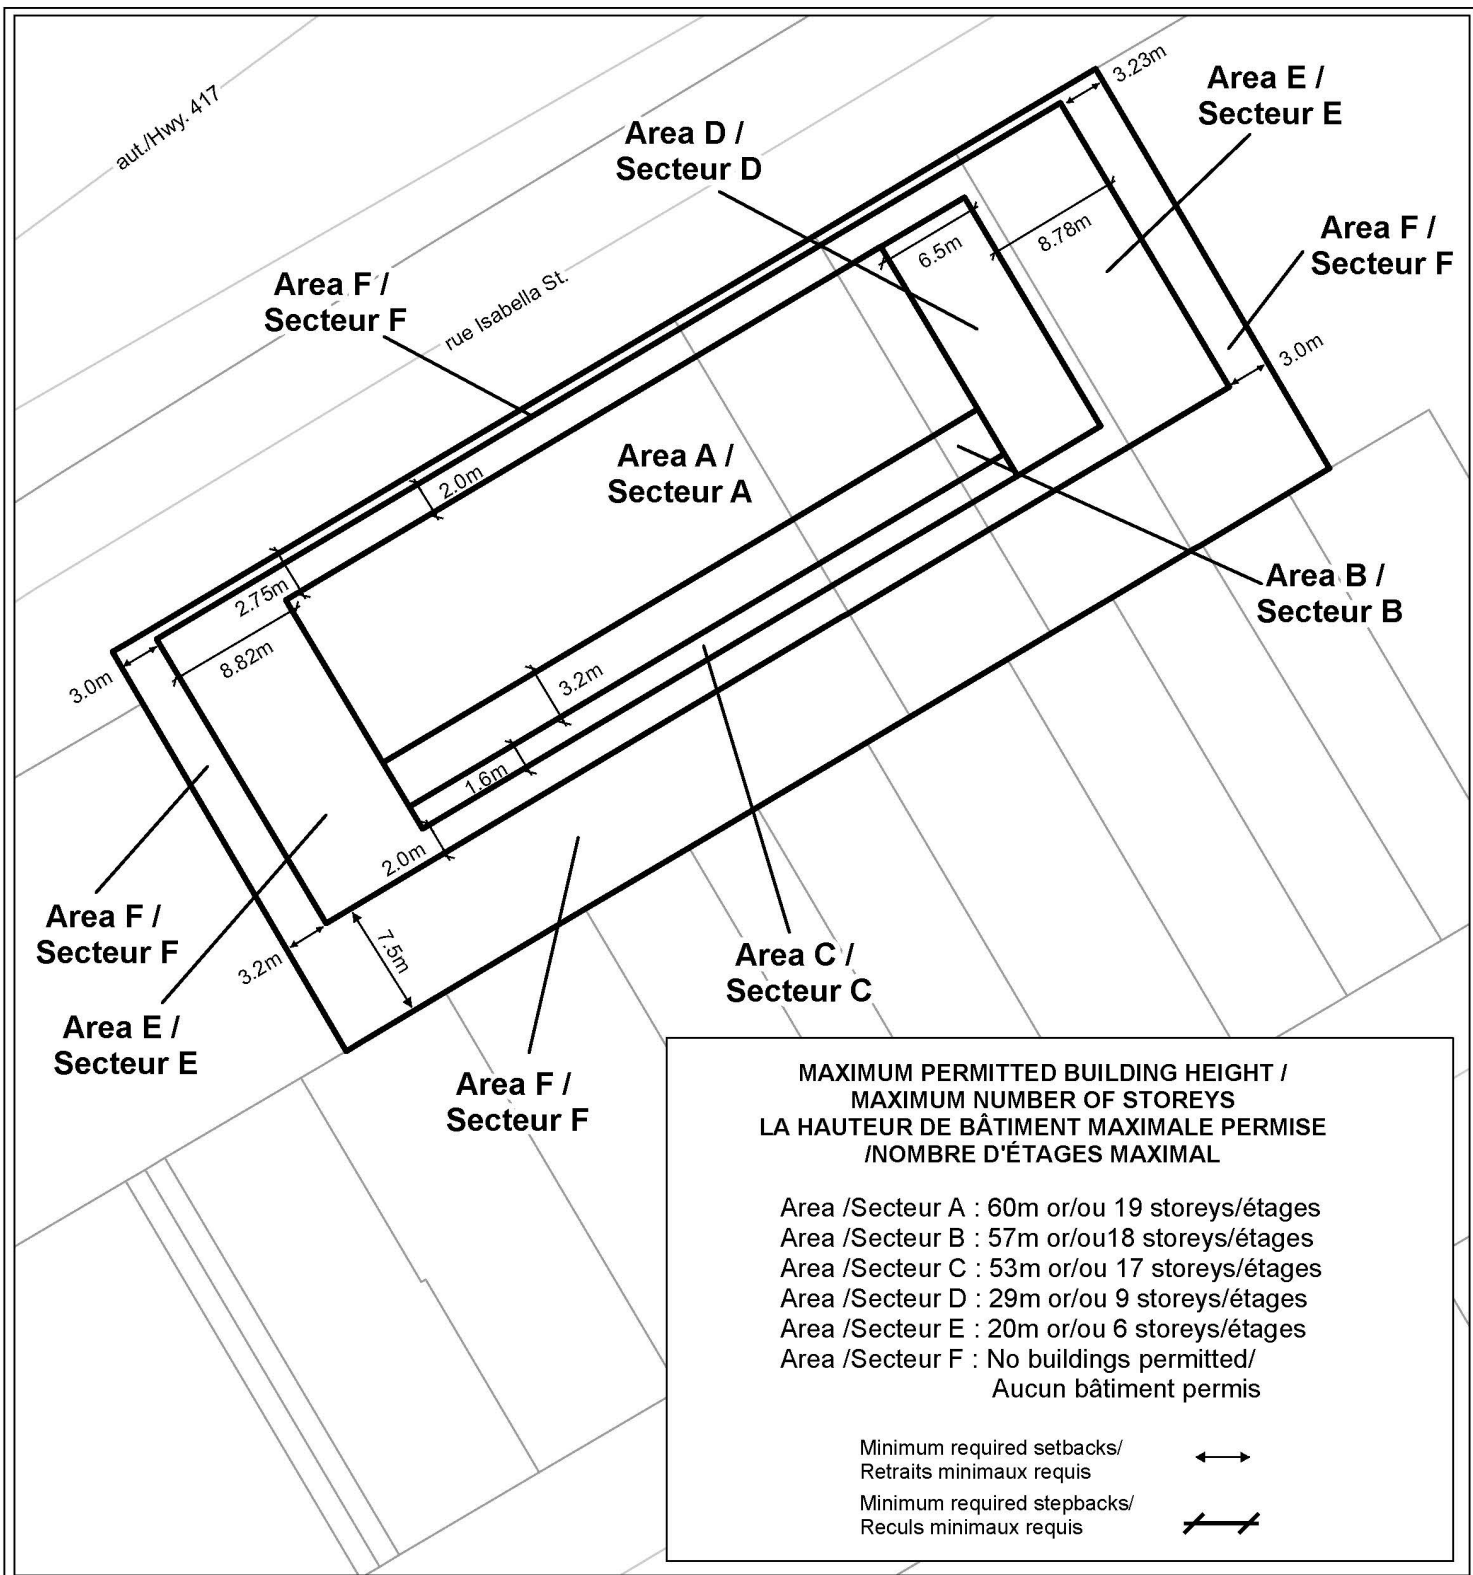 aut./Hwy. 417
3.23m
Area E /
Secteur E
Area D /
Secteur D
6.5m
8.78m
Area F /
Secteur F
Area F /
Secteur F
rue Isabella St.
3.0m
2.0m
Area A /
Secteur A
2.75m
8.82m
3.0m
Area B /
Secteur B
3.2m
1.6m
2.0m
Area F /
Secteur F
3.2m
7.5m
Area C /
Secteur C
Area E /
Secteur E
Area F /
Secteur F
MAXIMUM PERMITTED BUILDING HEIGHT /
MAXIMUM NUMBER OF STOREYS
LA HAUTEUR DE BÂTIMENT MAXIMALE PERMISE
/NOMBRE D'ÉTAGES MAXIMAL
Area /Secteur A : 60m or/ou 19 storeys/étages
Area /Secteur B : 57m or/ou18 storeys/étages
Area /Secteur C : 53m or/ou 17 storeys/étages
Area /Secteur D : 29m or/ou 9 storeys/étages
Area /Secteur E : 20m or/ou 6 storeys/étages
Area /Secteur F : No buildings permitted/
Aucun bâtiment permis
Minimum required setbacks/
Retraits minimaux requis
Minimum required stepbacks/
Reculs minimaux requis